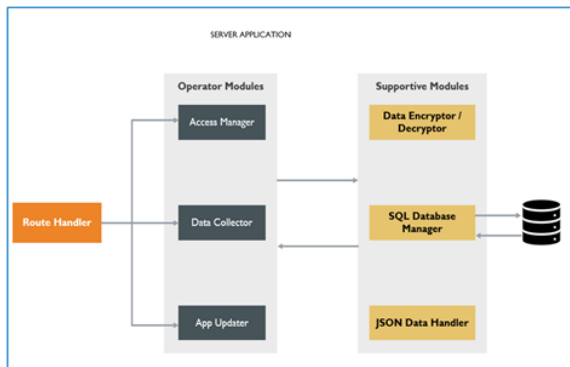 SERVER APPLICATION
Operator Modules
Supportive Modules
Access Manager
Data Encryptor /
Decryptor
Route Handler
Data Collector
SQL Database
Manager
App Updater
JSON Data Handler